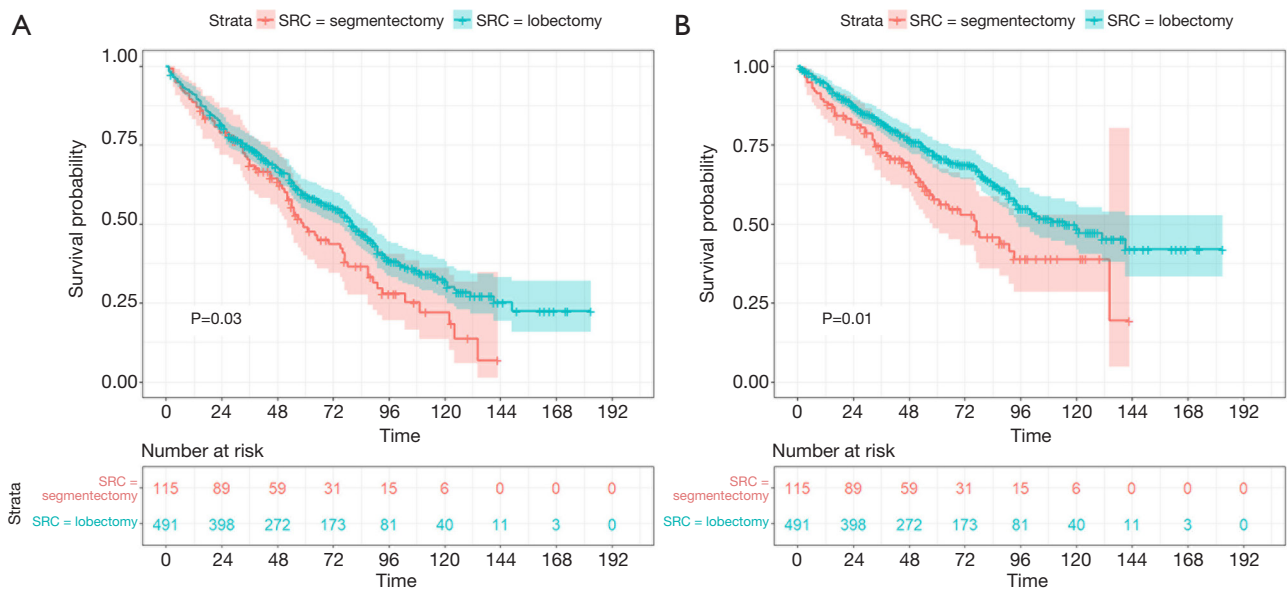 A
Strata SRC = segmentectomy SRC = lobectomy
Survival probability
1.00
0.75
0.50
0.25
0.00
P=0.03
0 24 48 72 96 120 144 168 192
Time
Number at risk
Strata
SRC =
segmentectomy
115 89 59 31 15 6 0 0 0
SRC = lobectomy
491 398 272 173 81 40 11 3 0
0 24 48 72 96 120 144 168 192
Time
B
Strata SRC = segmentectomy SRC = lobectomy
Survival probability
1.00
0.75
0.50
0.25
0.00
P=0.01
0 24 48 72 96 120 144 168 192
Time
Number at risk
SRC =
segmentectomy
115 89 59 31 15 6 0 0 0
SRC = lobectomy
491 398 272 173 81 40 11 3 0
0 24 48 72 96 120 144 168 192
Time